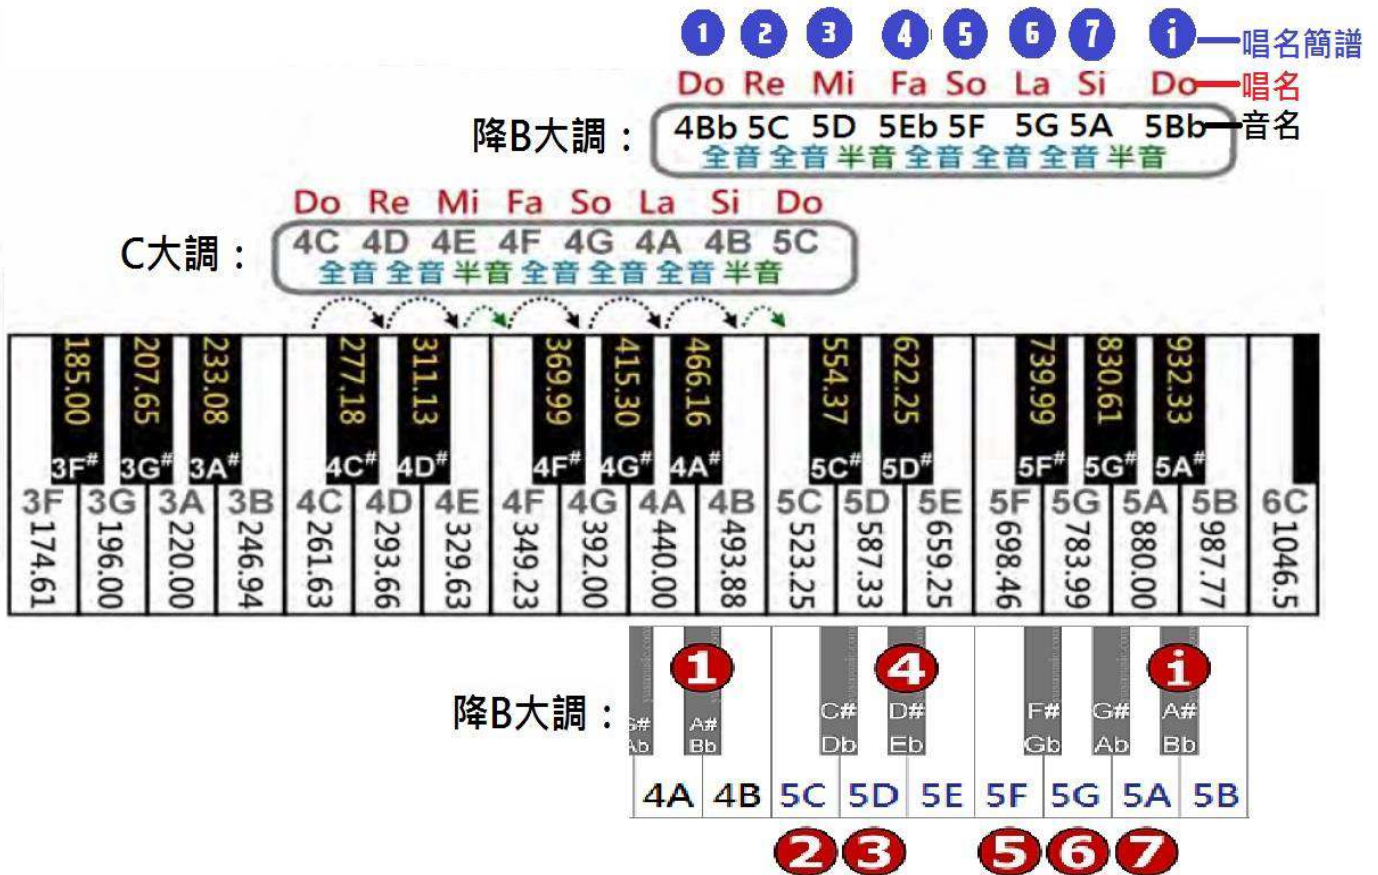 1 2 3 4 5 6 7 i 唱名簡譜
Do Re Mi Fa So La Si Do 唱名
降B大調：4Bb 5C 5D 5Eb 5F 5G 5A 5Bb 音名
全音 全音 半音 全音 全音 全音 半音
Do Re Mi Fa So La Si Do
C大調：4C 4D 4E 4F 4G 4A 4B 5C
全音 全音 半音 全音 全音 全音 半音
185.00 207.65 233.08 277.18 311.13 369.99 415.30 466.16 554.37 622.25 739.99 830.61 932.33
3F# 3G# 3A# 4C# 4D# 4F# 4G# 4A# 5C# 5D# 5F# 5G# 5A#
3F 3G 3A 3B 4C 4D 4E 4F 4G 4A 4B 5C 5D 5E 5F 5G 5A 5B 6C
174.61 196.00 220.00 246.94 261.63 293.66 329.63 349.23 392.00 440.00 493.88 523.25 587.33 659.25 698.46 783.99 880.00 987.77 1046.5
1 4 i
降B大調：G# A# C# D# F# G# A#
Ab Bb Db Eb Gb Ab Bb
4A 4B 5C 5D 5E 5F 5G 5A 5B
2 3 5 6 7